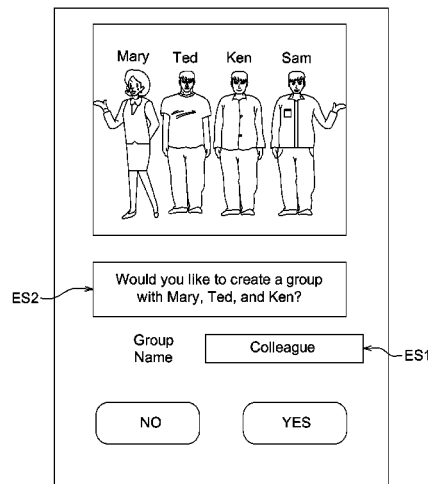 Mary Ted Ken Sam
Would you like to create a group
with Mary, Ted, and Ken?
ES2
Group
Name
Colleague
ES1
NO YES